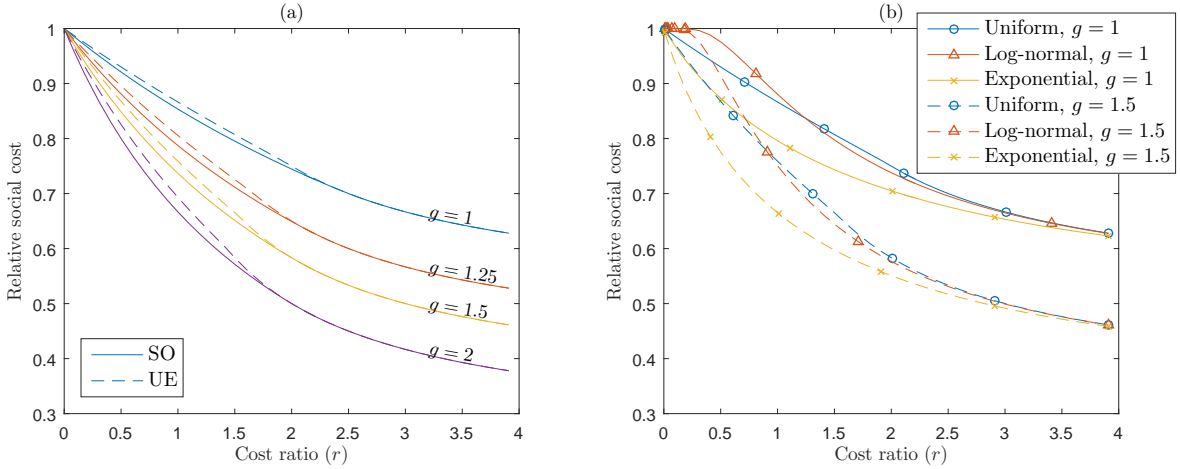 (a)
Relative social cost
1
0.9
0.8
0.7
0.6
0.5
0.4
0.3
g = 1
g = 1.25
g = 1.5
g = 2
SO
UE
0 0.5 1 1.5 2 2.5 3 3.5 4
Cost ratio (r)
(b)
Relative social cost
1
0.9
0.8
0.7
0.6
0.5
0.4
0.3
Uniform, g = 1
Log-normal, g = 1
Exponential, g = 1
Uniform, g = 1.5
Log-normal, g = 1.5
Exponential, g = 1.5
0 0.5 1 1.5 2 2.5 3 3.5 4
Cost ratio (r)